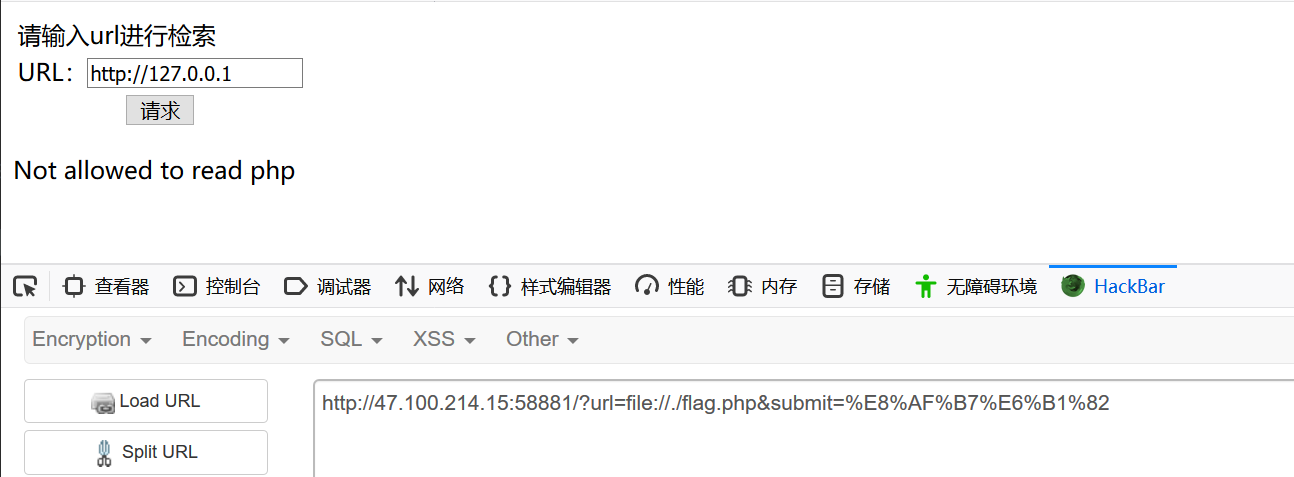 请输入url进行检索
URL：http://127.0.0.1
请求
Not allowed to read php
查看器 控制台 调试器 网络 样式编辑器 性能 内存 存储 无障碍环境 HackBar
Encryption Encoding SQL XSS Other
Load URL http://47.100.214.15:58881/?url=file://./flag.php&submit=%E8%AF%B7%E6%B1%82
Split URL